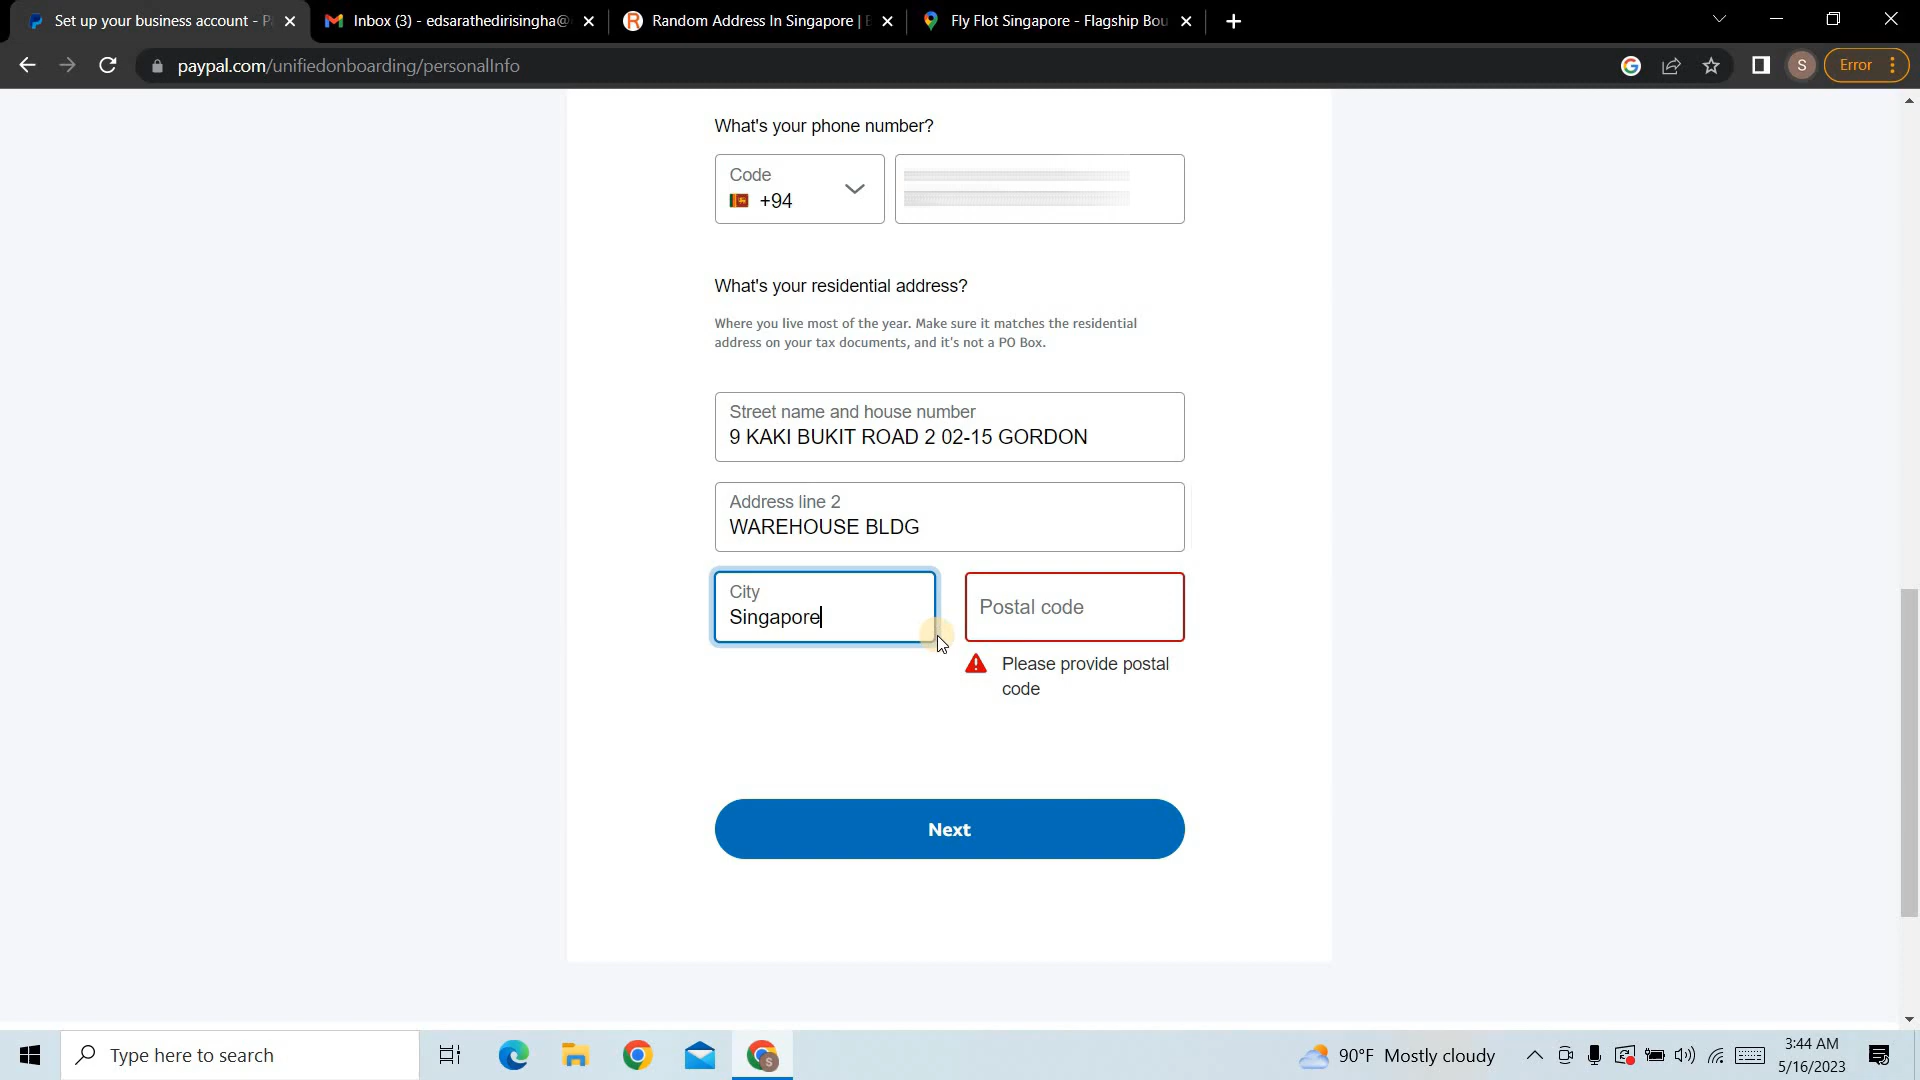 Set up your business account - P
Inbox (3) - edsarathedirisingha@
Random Address In Singapore |
Fly Flot Singapore - Flagship Bou
paypal.com/unifiedonboarding/personalInfo
S
Error
What's your phone number?
Code
+94
What's your residential address?
Where you live most of the year. Make sure it matches the residential
address on your tax documents, and it's not a PO Box.
Street name and house number
9 KAKI BUKIT ROAD 2 02-15 GORDON
Address line 2
WAREHOUSE BLDG
City
Singapore
Postal code
Please provide postal
code
Next
Type here to search
90°F Mostly cloudy
3:44 AM
5/16/2023